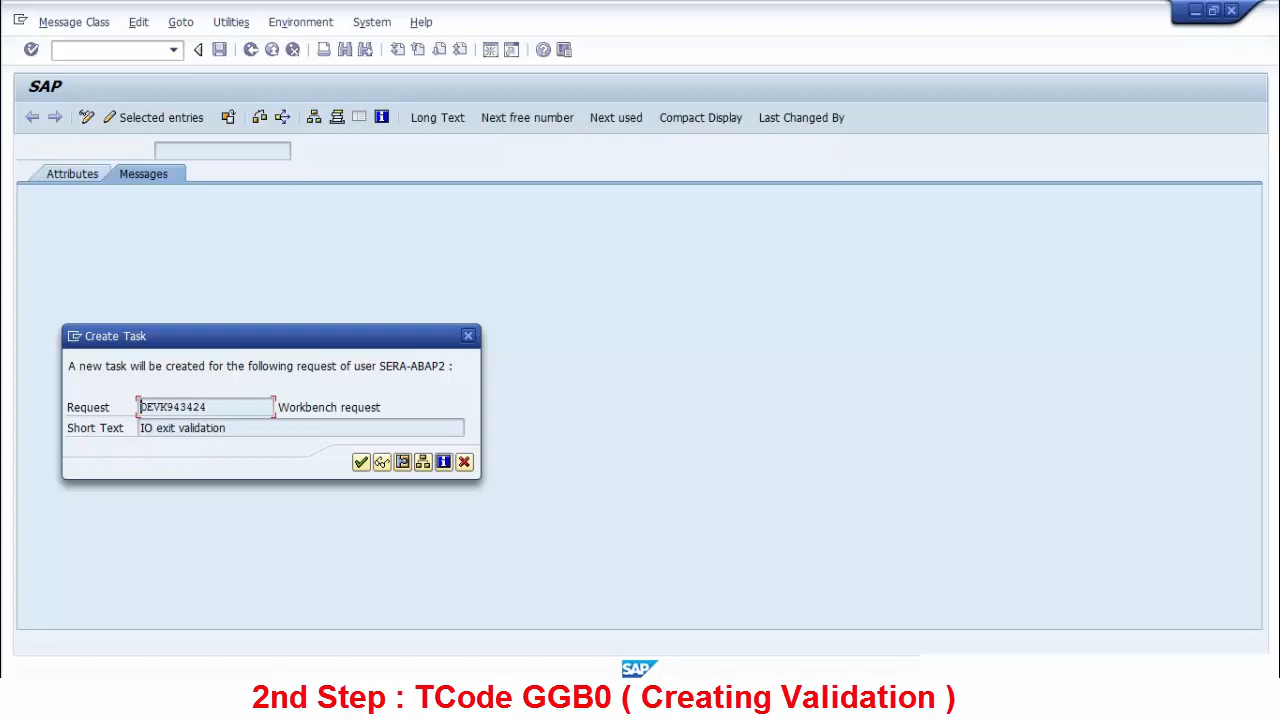 Message Class Edit Goto Utilities Environment System Help
SAP
Selected entries Long Text Next free number Next used Compact Display Last Changed By
Attributes Messages
Create Task
A new task will be created for the following request of user SERA-ABAP2 :
Request DEVK943424 Workbench request
Short Text IO exit validation
SAP
2nd Step : TCode GGB0 ( Creating Validation )